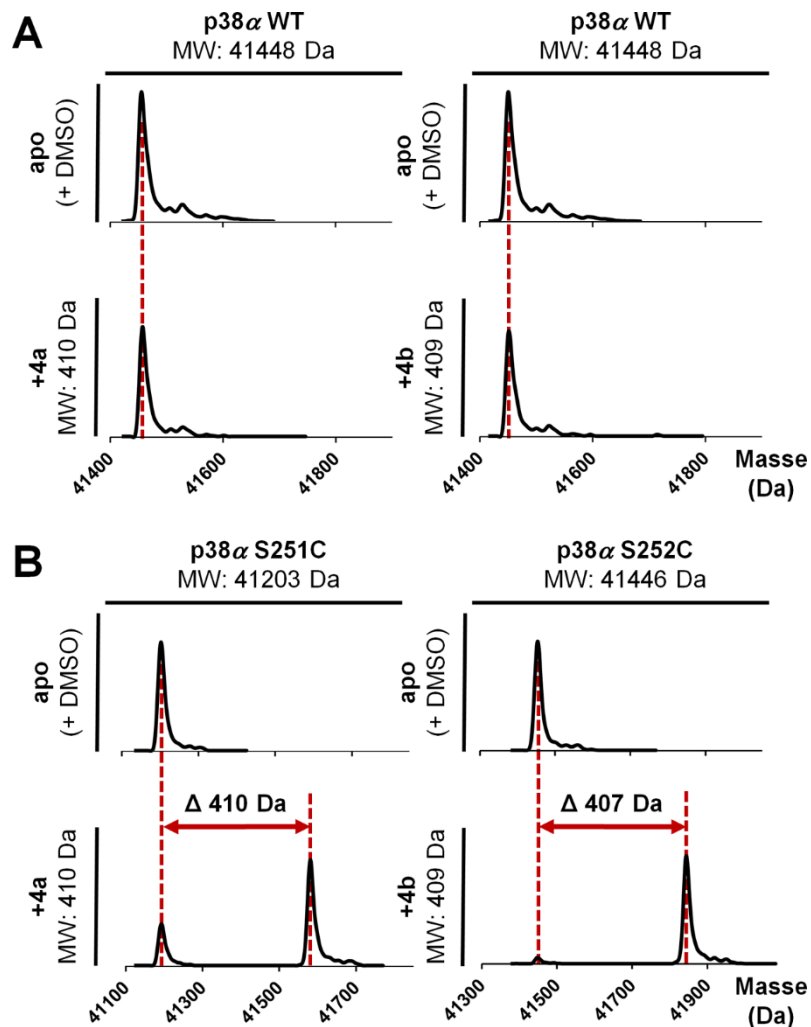 A
p38α WT
MW: 41448 Da
p38α WT
MW: 41448 Da
apo
(+ DMSO)
apo
(+ DMSO)
+4a
MW: 410 Da
+4b
MW: 409 Da
41400
41600
41800
41400
41600
41800
Masse
(Da)
B
p38α S251C
MW: 41203 Da
p38α S252C
MW: 41446 Da
apo
(+ DMSO)
apo
(+ DMSO)
Δ 410 Da
Δ 407 Da
+4a
MW: 410 Da
+4b
MW: 409 Da
41100
41300
41500
41700
41300
41500
41700
41900
Masse
(Da)